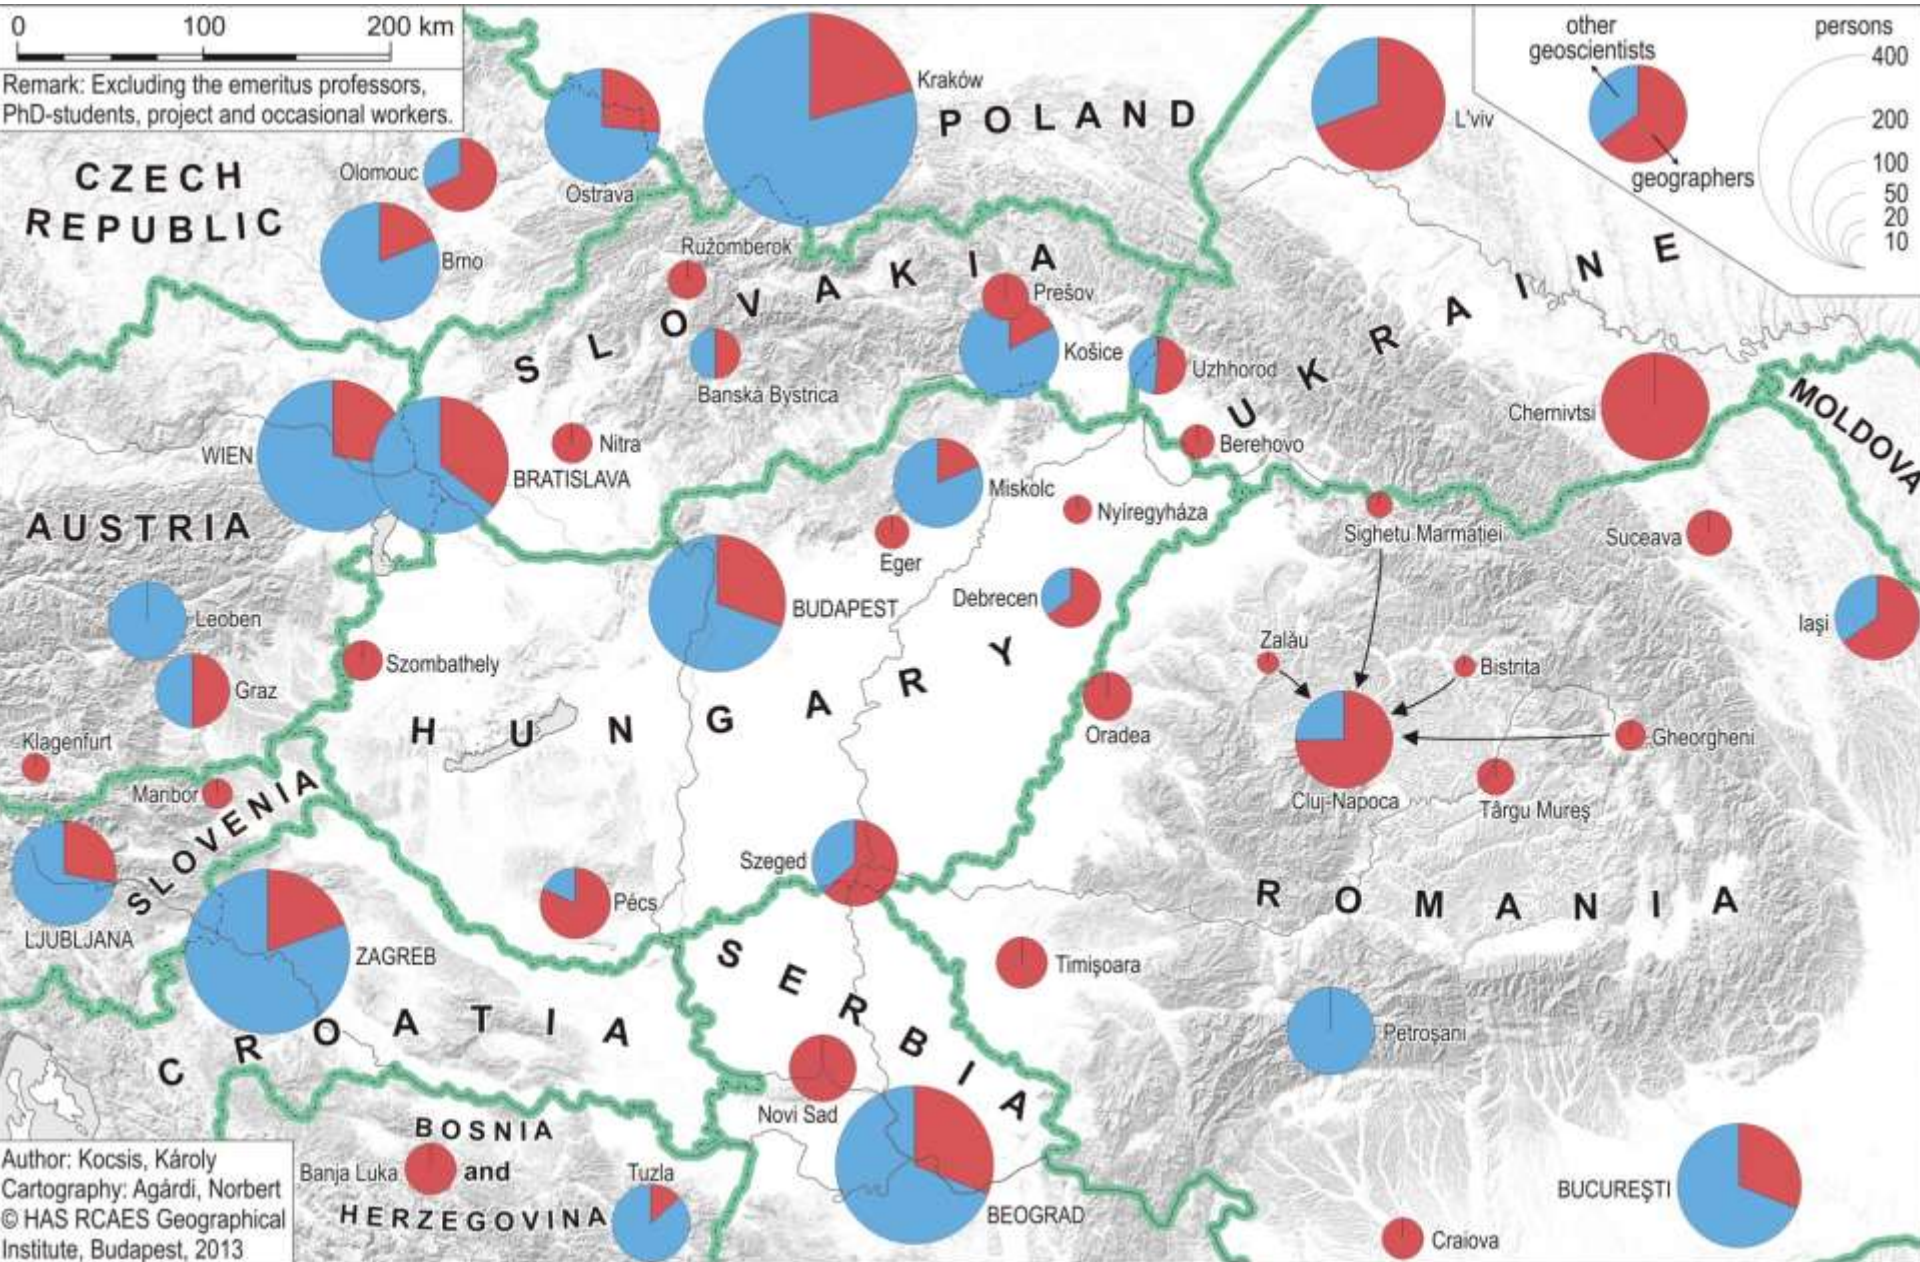 0 100 200 km
Remark: Excluding the emeritus professors,
PhD-students, project and occasional workers.
other
geoscientists
geographers
persons
400
200
100
50
20
10
CZECH
REPUBLIC
POLAND
UKRAINE
MOLDOVA
SLOVAKIA
AUSTRIA
HUNGARY
SLOVENIA
CROATIA
SERBIA
ROMANIA
BOSNIA
and
HERZEGOVINA
Kraków
L'viv
Olomouc
Ostrava
Brno
Ružomberok
Prešov
Košice
Uzhhorod
Banská Bystrica
Chernivtsi
WIEN
BRATISLAVA
Nitra
Berehovo
Miskolc
Nyíregyháza
Eger
Sighetu Marmației
Suceava
Leoben
BUDAPEST
Debrecen
Iaşi
Graz
Szombathely
Zalău
Bistrita
Klagenfurt
Oradea
Gheorgheni
Maribor
Cluj-Napoca
Târgu Mureş
Szeged
Pécs
LJUBLJANA
ZAGREB
Timişoara
Petroşani
Novi Sad
Banja Luka
Tuzla
BEOGRAD
BUCUREŞTI
Craiova
Author: Kocsis, Károly
Cartography: Agárdi, Norbert
© HAS RCAES Geographical
Institute, Budapest, 2013